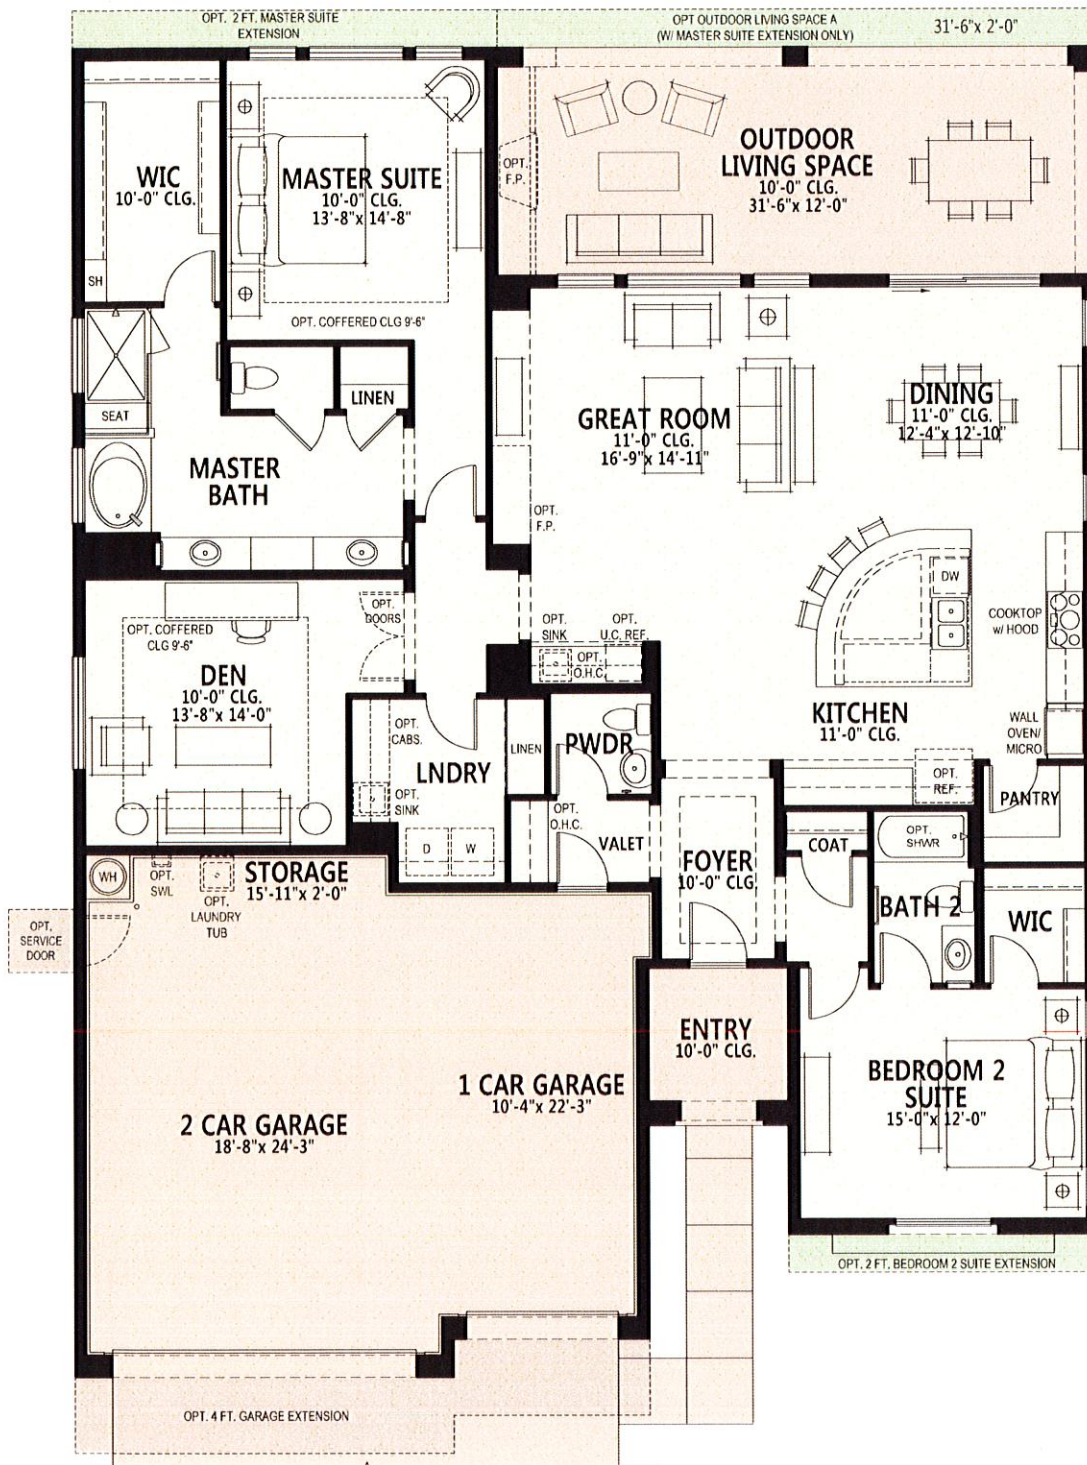 OPT. 2 FT. MASTER SUITE
EXTENSION
OPT OUTDOOR LIVING SPACE A
(W/ MASTER SUITE EXTENSION ONLY)
31'-6"x 2'-0"
WIC
10'-0" CLG.
SH
MASTER SUITE
10'-0" CLG.
13'-8"x 14'-8"
OPT. COFFERED CLG 9'-6"
OPT.
F.P.
OUTDOOR
LIVING SPACE
10'-0" CLG.
31'-6"x 12'-0"
SEAT
LINEN
MASTER
BATH
GREAT ROOM
11'-0" CLG.
16'-9"x 14'-11"
DINING
11'-0" CLG.
12'-4"x 12'-10"
OPT.
F.P.
DW
COOKTOP
w/ HOOD
OPT. COFFERED
CLG 9'-6"
OPT.
DOORS
DEN
10'-0" CLG.
13'-8"x 14'-0"
OPT.
SINK
OPT.
U.C. REF.
OPT.
O.H.C.
KITCHEN
11'-0" CLG.
WALL
OVEN/
MICRO
OPT.
CABS.
LNDRY
OPT.
SINK
D
W
LINEN
PWDR
OPT.
O.H.C.
VALET
OPT.
REF.
PANTRY
FOYER
10'-0" CLG.
COAT
OPT.
SHWR
BATH 2
WIC
WH
OPT.
SWL
OPT.
LAUNDRY
TUB
STORAGE
15'-11"x 2'-0"
OPT.
SERVICE
DOOR
ENTRY
10'-0" CLG.
BEDROOM 2
SUITE
15'-0"x 12'-0"
1 CAR GARAGE
10'-4"x 22'-3"
2 CAR GARAGE
18'-8"x 24'-3"
OPT. 2 FT. BEDROOM 2 SUITE EXTENSION
OPT. 4 FT. GARAGE EXTENSION